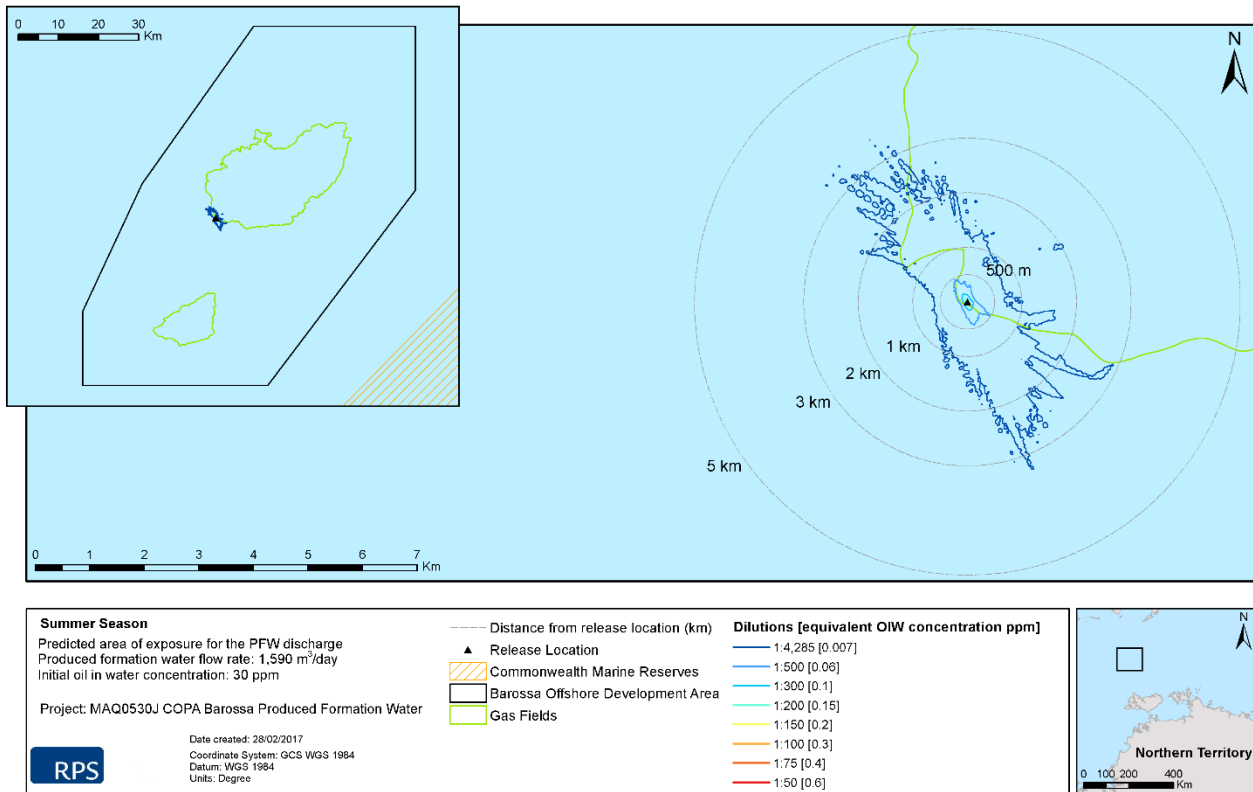 0 10 20 30
Km
N
500 m
1 km
2 km
3 km
5 km
0 1 2 3 4 5 6 7
Km
Summer Season
Predicted area of exposure for the PFW discharge
Produced formation water flow rate: 1,590 m³/day
Initial oil in water concentration: 30 ppm
Project: MAQ0530J COPA Barossa Produced Formation Water
RPS
Date created: 28/02/2017
Coordinate System: GCS WGS 1984
Datum: WGS 1984
Units: Degree
Distance from release location (km)
Release Location
Commonwealth Marine Reserves
Barossa Offshore Development Area
Gas Fields
Dilutions [equivalent OIW concentration ppm]
1:4,285 [0.007]
1:500 [0.06]
1:300 [0.1]
1:200 [0.15]
1:150 [0.2]
1:100 [0.3]
1:75 [0.4]
1:50 [0.6]
N
Northern Territory
0 100 200 400
Km